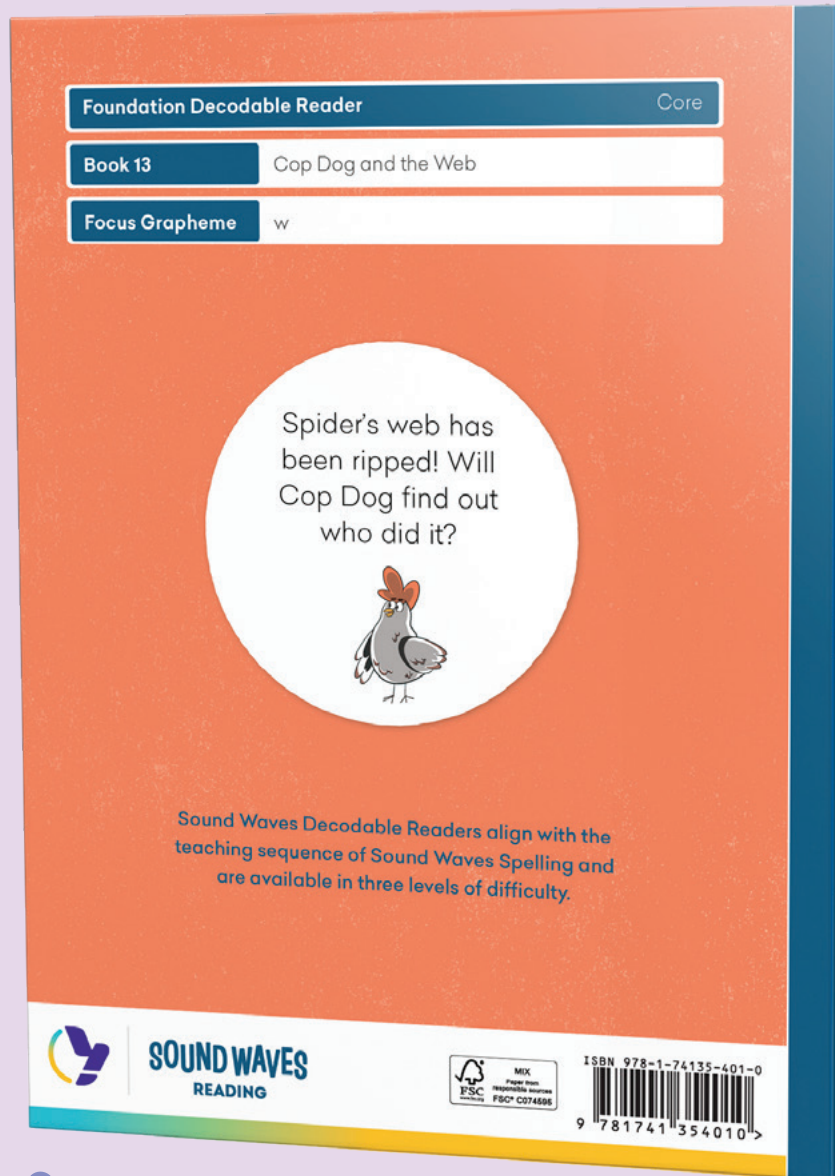 Foundation Decodable Reader Core
Book 13 Cop Dog and the Web
Focus Grapheme w
Spider's web has
been ripped! Will
Cop Dog find out
who did it?
Sound Waves Decodable Readers align with the
teaching sequence of Sound Waves Spelling and
are available in three levels of difficulty.
SOUND WAVES
READING
FSC
www.fsc.org
MIX
Paper from
responsible sources
FSC® C074595
ISBN 978-1-74135-401-0
9 781741 354010 >